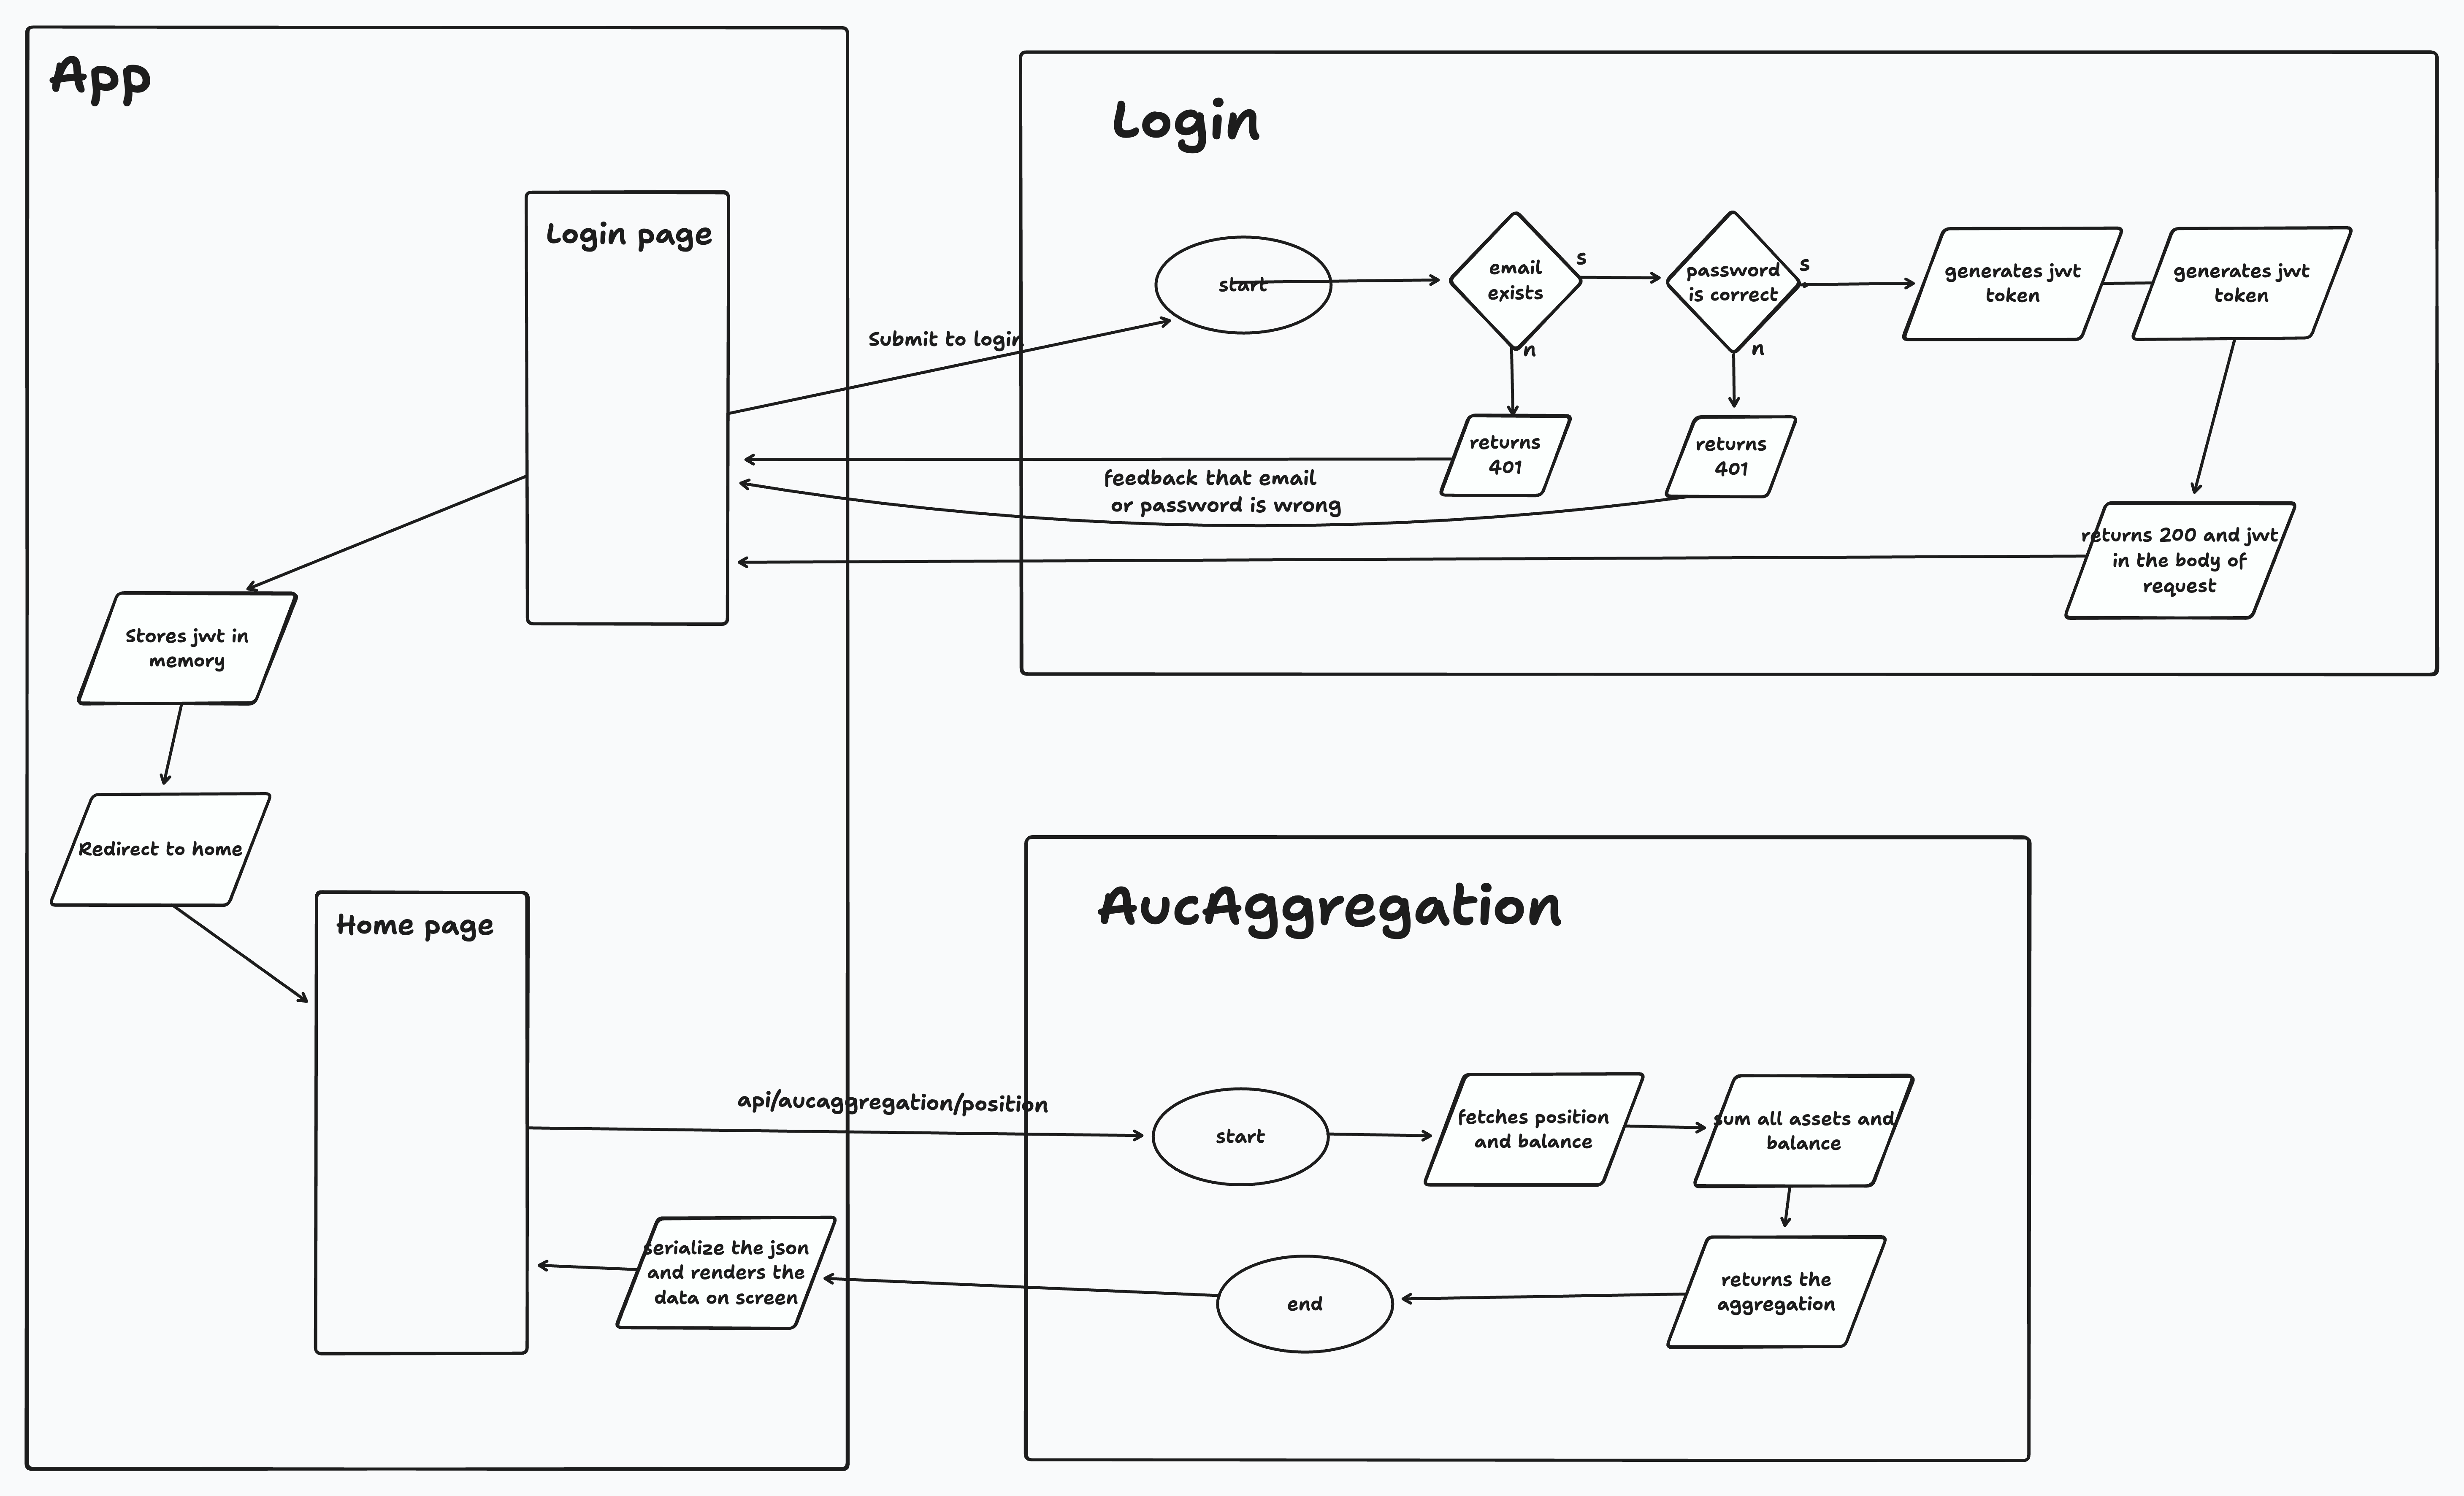 App
Login page
Submit to login
Login
start
email
exists
s
n
password
is correct
s
n
generates jwt
token
generates jwt
token
returns
401
returns
401
feedback that email
or password is wrong
returns 200 and jwt
in the body of
request
Stores jwt in
memory
Redirect to home
Home page
api/aucaggregation/position
AucAggregation
start
fetches position
and balance
sum all assets and
balance
returns the
aggregation
end
serialize the json
and renders the
data on screen